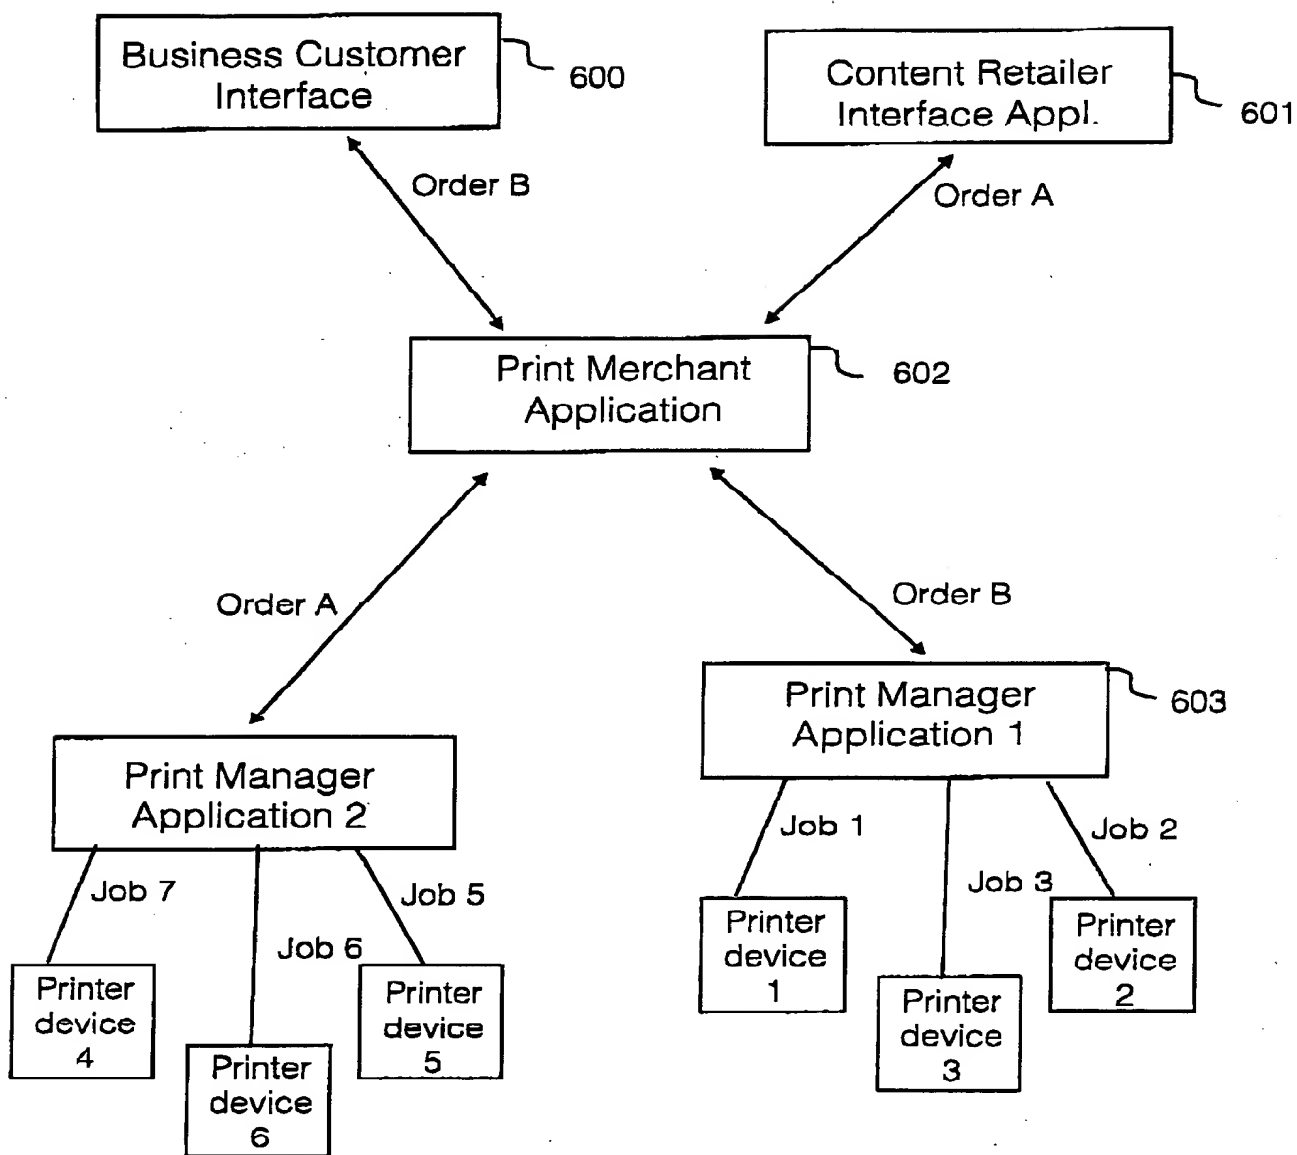 Business Customer
Interface
600
Content Retailer
Interface Appl.
601
Order B
Order A
Print Merchant
Application
602
Order A
Order B
Print Manager
Application 1
603
Print Manager
Application 2
Job 1
Job 2
Job 3
Job 7
Job 5
Job 6
Printer
device
1
Printer
device
2
Printer
device
3
Printer
device
4
Printer
device
5
Printer
device
6